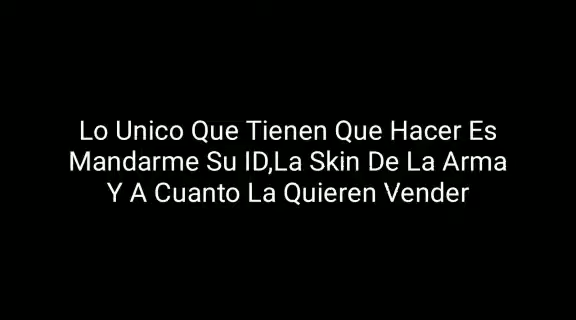 Lo Unico Que Tienen Que Hacer Es
Mandarme Su ID,La Skin De La Arma
Y A Cuanto La Quieren Vender